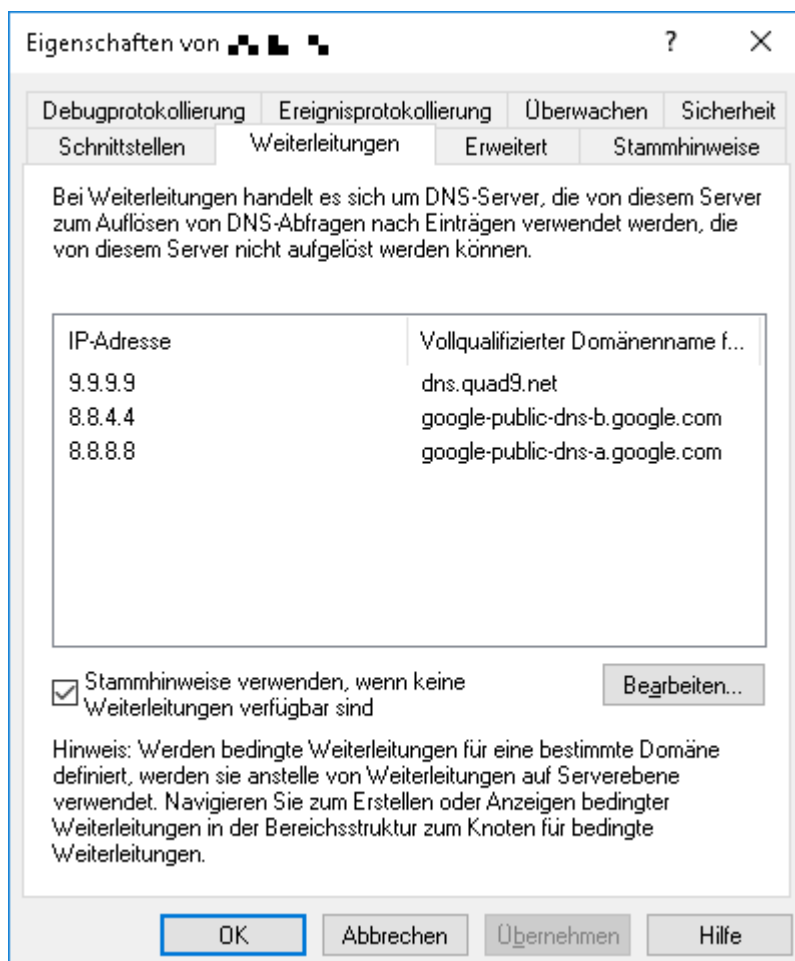 Eigenschaften von
?
Debugprotokollierung Ereignisprotokollierung Überwachen Sicherheit
Schnittstellen Weiterleitungen Erweitert Stammhinweise
Bei Weiterleitungen handelt es sich um DNS-Server, die von diesem Server
zum Auflösen von DNS-Abfragen nach Einträgen verwendet werden, die
von diesem Server nicht aufgelöst werden können.
IP-Adresse Vollqualifizierter Domänenname f...
9.9.9.9 dns.quad9.net
8.8.4.4 google-public-dns-b.google.com
8.8.8.8 google-public-dns-a.google.com
Stammhinweise verwenden, wenn keine
Weiterleitungen verfügbar sind
Bearbeiten...
Hinweis: Werden bedingte Weiterleitungen für eine bestimmte Domäne
definiert, werden sie anstelle von Weiterleitungen auf Serverebene
verwendet. Navigieren Sie zum Erstellen oder Anzeigen bedingter
Weiterleitungen in der Bereichsstruktur zum Knoten für bedingte
Weiterleitungen.
OK Abbrechen Übernehmen Hilfe